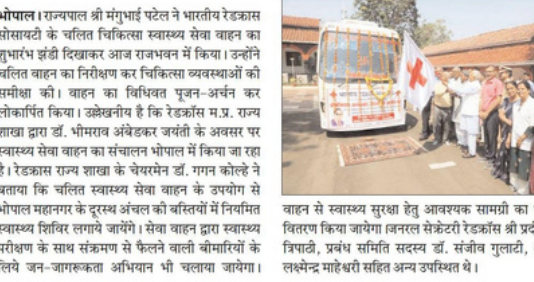 भोपाल। राज्यपाल श्री मंगुभाई पटेल ने भारतीय रेडक्रास
सोसायटी के चलित चिकित्सा स्वास्थ्य सेवा वाहन का
शुभारंभ झंडी दिखाकर आज राजभवन में किया। उन्होंने
चलित वाहन का निरीक्षण कर चिकित्सा व्यवस्थाओं की
समीक्षा की। वाहन का विधिवत पूजन-अर्चन कर
लोकार्पित किया। उल्लेखनीय है कि रेडक्रॉस म.प्र. राज्य
शाखा द्वारा डॉ. भीमराव अंबेडकर जयंती के अवसर पर
स्वास्थ्य सेवा वाहन का संचालन भोपाल में किया जा रहा
है। रेडक्रास राज्य शाखा के चेयरमेन डॉ. गगन कोल्हे ने
बताया कि चलित स्वास्थ्य सेवा वाहन के उपयोग से
भोपाल महानगर के दूरस्थ अंचल की बस्तियों में नियमित
स्वास्थ्य शिविर लगाये जायेंगे। सेवा वाहन द्वारा स्वास्थ्य
परीक्षण के साथ संक्रमण से फैलने वाली बीमारियों के
लिये जन-जागरूकता अभियान भी चलाया जायेगा।
वाहन से स्वास्थ्य सुरक्षा हेतु आवश्यक सामग्री का
वितरण किया जायेगा।जनरल सेक्रेटरी रेडक्रॉस श्री
त्रिपाठी, प्रबंध समिति सदस्य डॉ. संजीव गुलाटी,
लक्ष्मेन्द्र माहेश्वरी सहित अन्य उपस्थित थे।